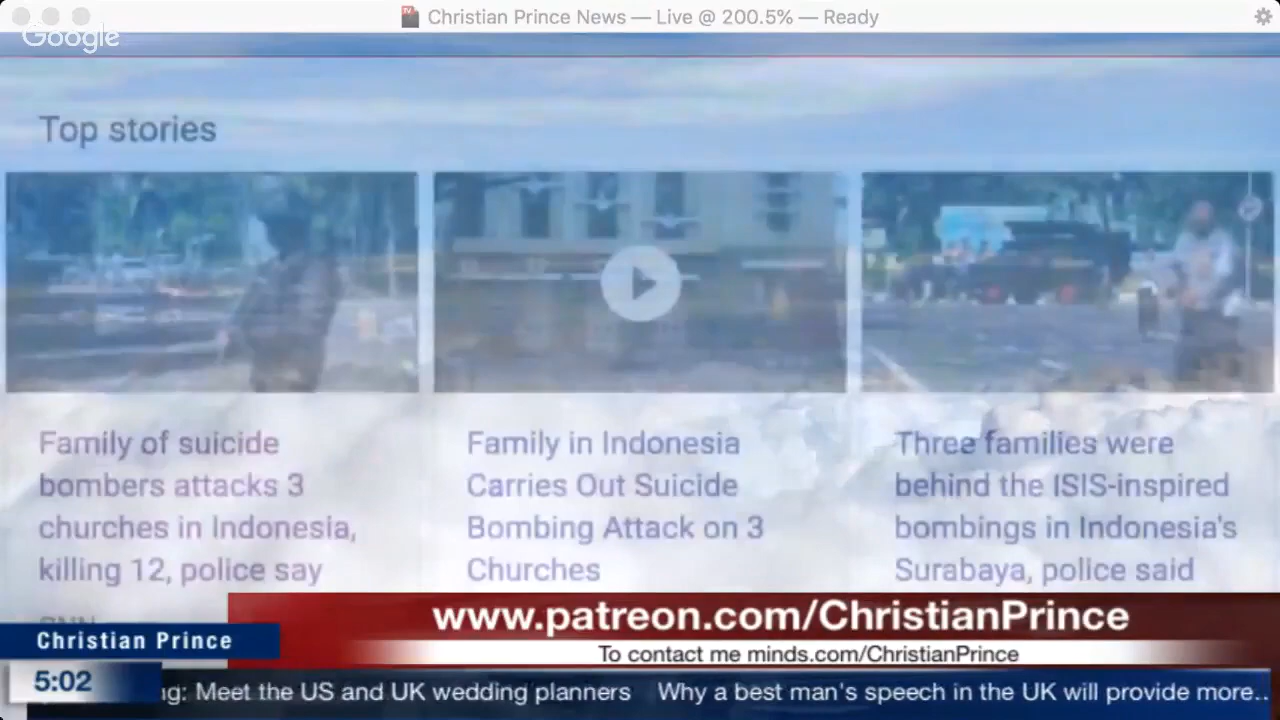 Christian Prince News — Live @ 200.5% — Ready
Google
Top stories
Family of suicide
bombers attacks 3
churches in Indonesia,
killing 12, police say
Family in Indonesia
Carries Out Suicide
Bombing Attack on 3
Churches
Three families were
behind the ISIS-inspired
bombings in Indonesia's
Surabaya, police said
CNN
www.patreon.com/ChristianPrince
Christian Prince
To contact me minds.com/ChristianPrince
5:02
ng: Meet the US and UK wedding planners Why a best man's speech in the UK will provide more..